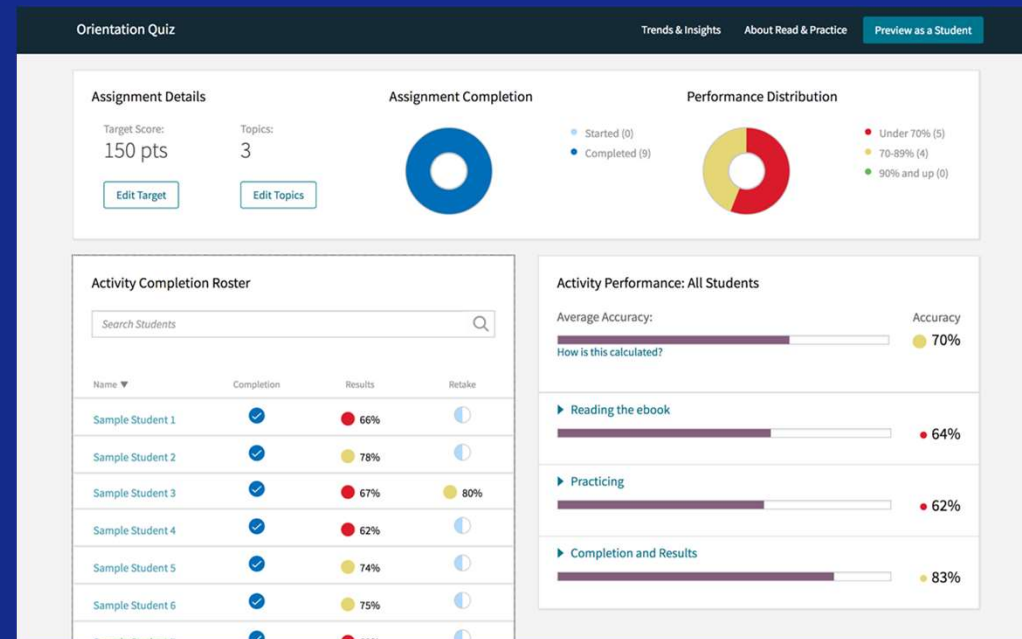 Orientation Quiz
Trends & Insights
About Read & Practice
Preview as a Student
Assignment Details
Target Score:
150 pts
Edit Target
Topics:
3
Edit Topics
Assignment Completion
Started (0)
Completed (9)
Performance Distribution
Under 70% (5)
70-89% (4)
90% and up (0)
Activity Completion Roster
Search Students
Name ▼ Completion Results Retake
Sample Student 1 66%
Sample Student 2 78%
Sample Student 3 67% 80%
Sample Student 4 62%
Sample Student 5 74%
Sample Student 6 75%
Activity Performance: All Students
Average Accuracy: Accuracy
70%
How is this calculated?
Reading the ebook
64%
Practicing
62%
Completion and Results
83%